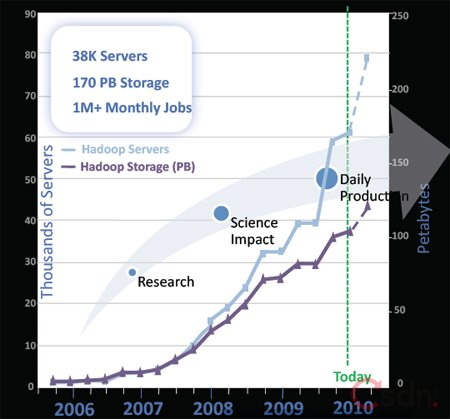 90
80
70
60
50
40
30
20
10
0
Thousands of Servers
38K Servers
170 PB Storage
1M+ Monthly Jobs
Hadoop Servers
Hadoop Storage (PB)
Research
Science
Impact
Daily
Production
Today
250
200
150
100
50
0
Petabytes
2006
2007
2008
2009
2010